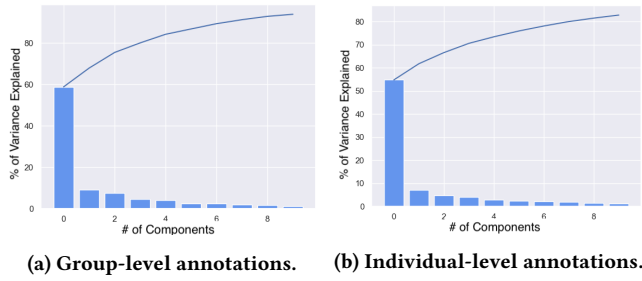 % of Variance Explained
80
60
40
20
0
0 2 4 6 8
# of Components
(a) Group-level annotations.
% of Variance Explained
80
70
60
50
40
30
20
10
0
0 2 4 6 8
# of Components
(b) Individual-level annotations.